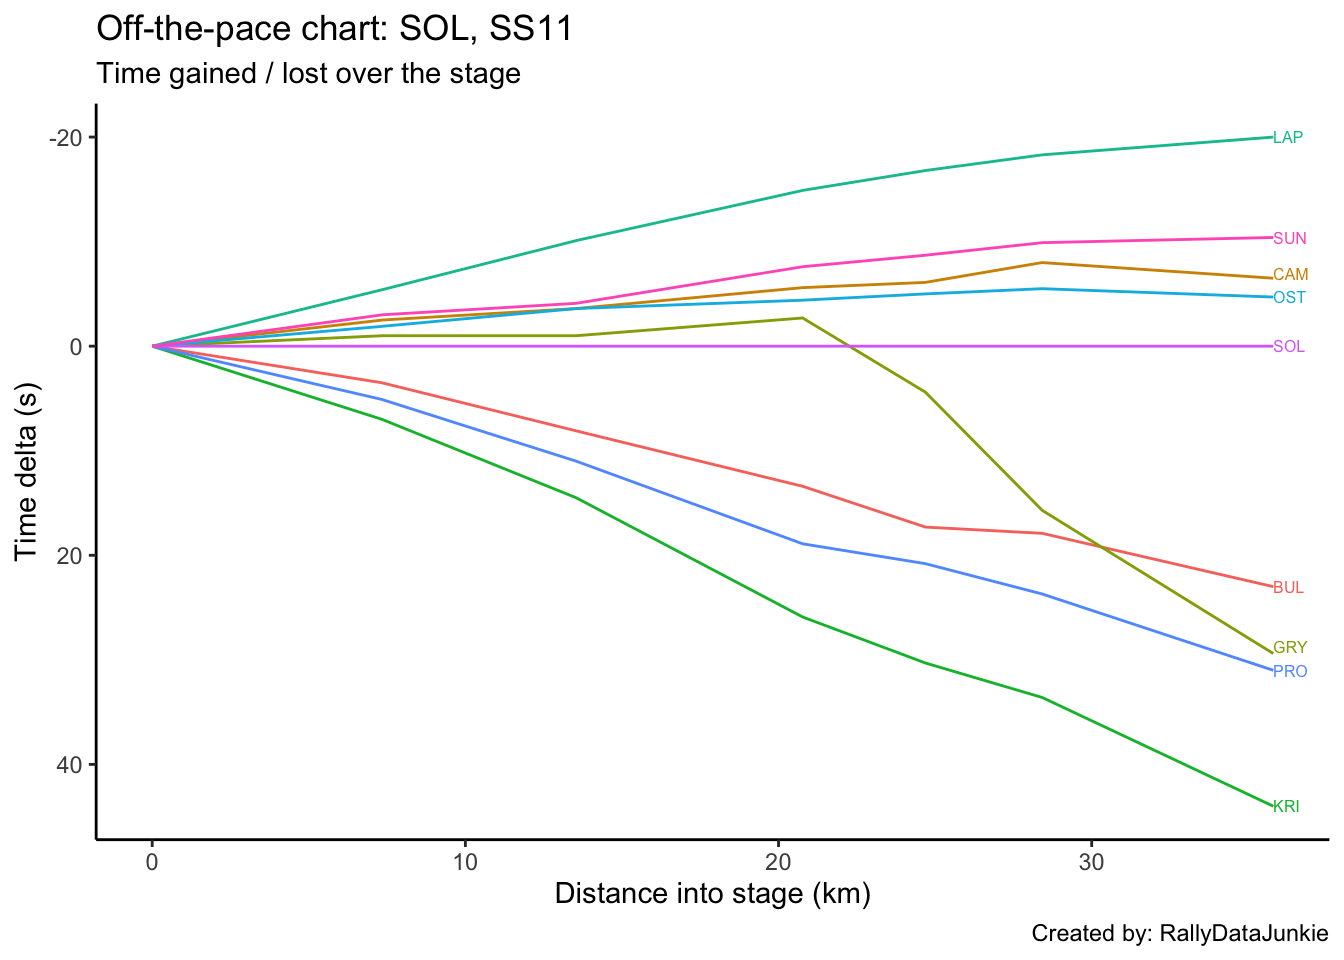 Off-the-pace chart: SOL, SS11
Time gained / lost over the stage
Time delta (s)
-20
0
20
40
LAP
SUN
CAM
OST
SOL
BUL
GRY
PRO
KRI
0 10 20 30
Distance into stage (km)
Created by: RallyDataJunkie